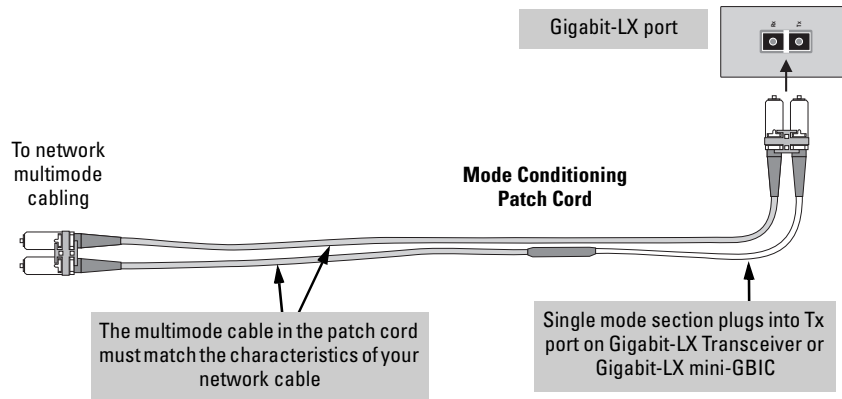 Gigabit-LX port
Rx
Tx
To network
multimode
cabling
Mode Conditioning
Patch Cord
The multimode cable in the patch cord
must match the characteristics of your
network cable
Single mode section plugs into Tx
port on Gigabit-LX Transceiver or
Gigabit-LX mini-GBIC